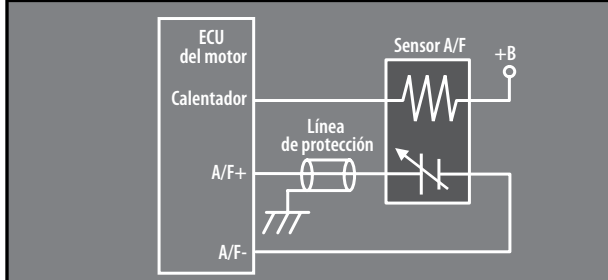 ECU
del motor
Sensor A/F
+B
Calentador
Línea
de protección
A/F+
A/F-